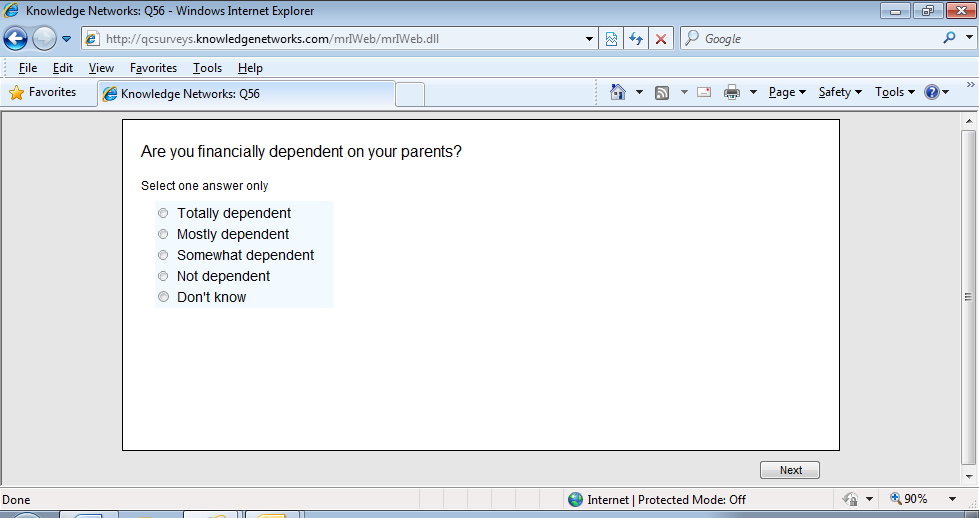 Knowledge Networks: Q56 - Windows Internet Explorer
http://qcsurveys.knowledgenetworks.com/mrIWeb/mrIWeb.dll
Google
File Edit View Favorites Tools Help
Favorites
Knowledge Networks: Q56
Page Safety Tools
Are you financially dependent on your parents?
Select one answer only
Totally dependent
Mostly dependent
Somewhat dependent
Not dependent
Don't know
Next
Done
Internet | Protected Mode: Off
90%